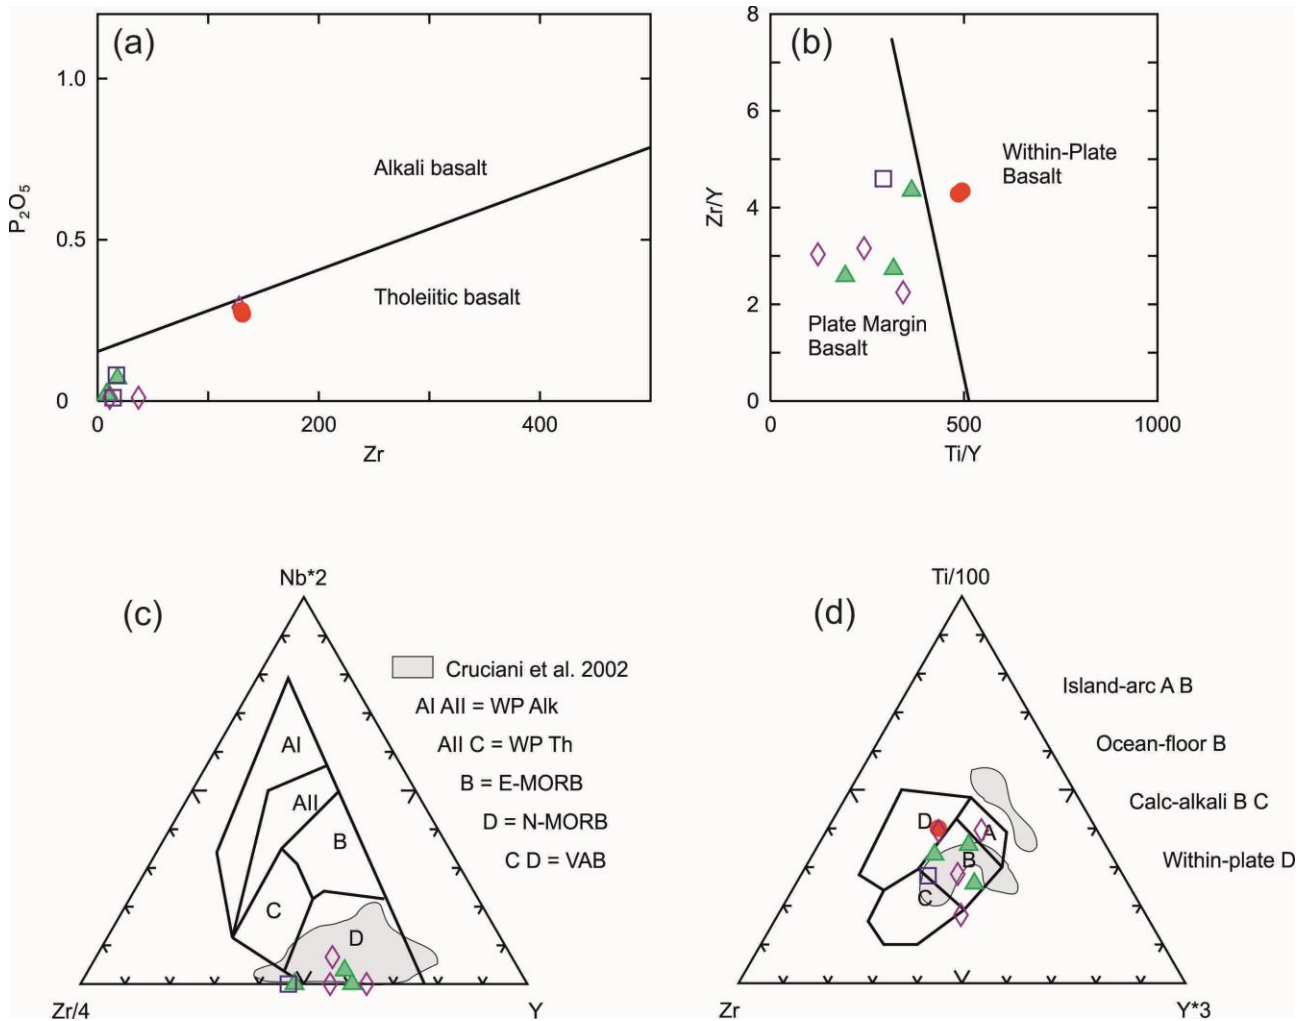 (a)
1.0
Alkali basalt
P₂O₅
0.5
Tholeiitic basalt
0
0
200
400
Zr
(b)
8
6
Within-Plate
Basalt
Zr/Y
4
2
Plate Margin
Basalt
0
0
500
1000
Ti/Y
(c)
Nb*2
Cruciani et al. 2002
AI AII = WP Alk
AII C = WP Th
B = E-MORB
D = N-MORB
C D = VAB
AI
AII
B
C
D
Zr/4
Y
(d)
Ti/100
Island-arc A B
Ocean-floor B
Calc-alkali B C
Within-plate D
D
A
B
C
Zr
Y*3